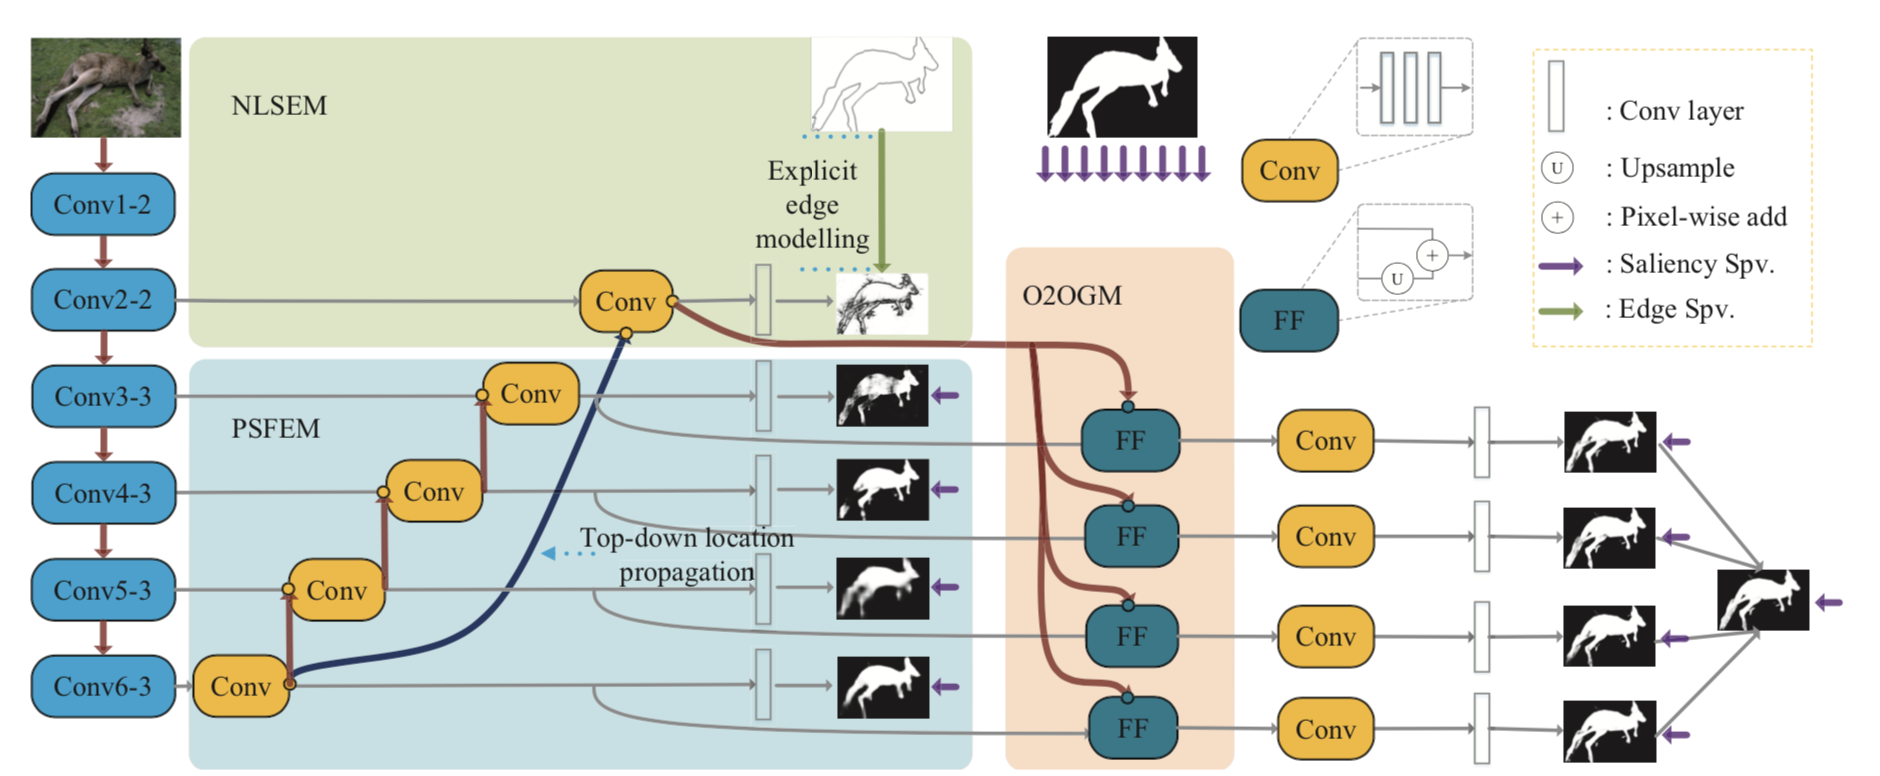 NLSEM
Explicit
edge
modelling
Conv1-2
Conv2-2
Conv3-3
Conv4-3
Conv5-3
Conv6-3
Conv
PSFEM
Conv
Conv
Conv
Conv
Top-down location
propagation
O2OGM
FF
FF
FF
FF
Conv
Conv
Conv
Conv
Conv
FF
U
+
: Conv layer
U : Upsample
+ : Pixel-wise add
: Saliency Spv.
: Edge Spv.